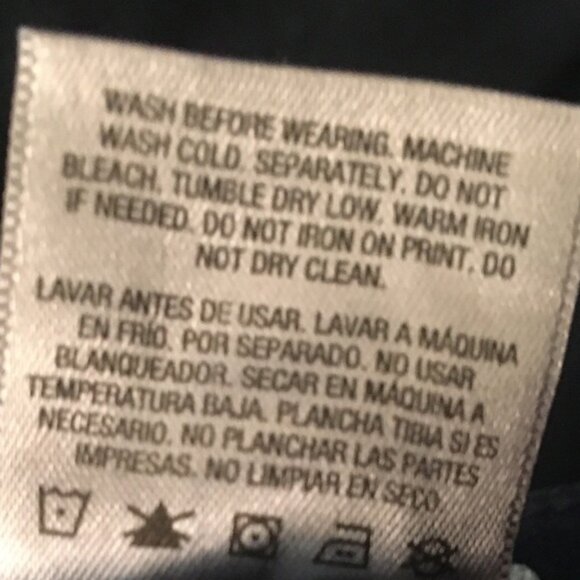 WASH BEFORE WEARING. MACHINE
WASH COLD. SEPARATELY. DO NOT
BLEACH. TUMBLE DRY LOW. WARM IRON
IF NEEDED. DO NOT IRON ON PRINT. DO
NOT DRY CLEAN.
LAVAR ANTES DE USAR. LAVAR A MÁQUINA
EN FRÍO. POR SEPARADO. NO USAR
BLANQUEADOR. SECAR EN MÁQUINA A
TEMPERATURA BAJA. PLANCHA TIBIA SI ES
NECESARIO. NO PLANCHAR LAS PARTES
IMPRESAS. NO LIMPIAR EN SECO.